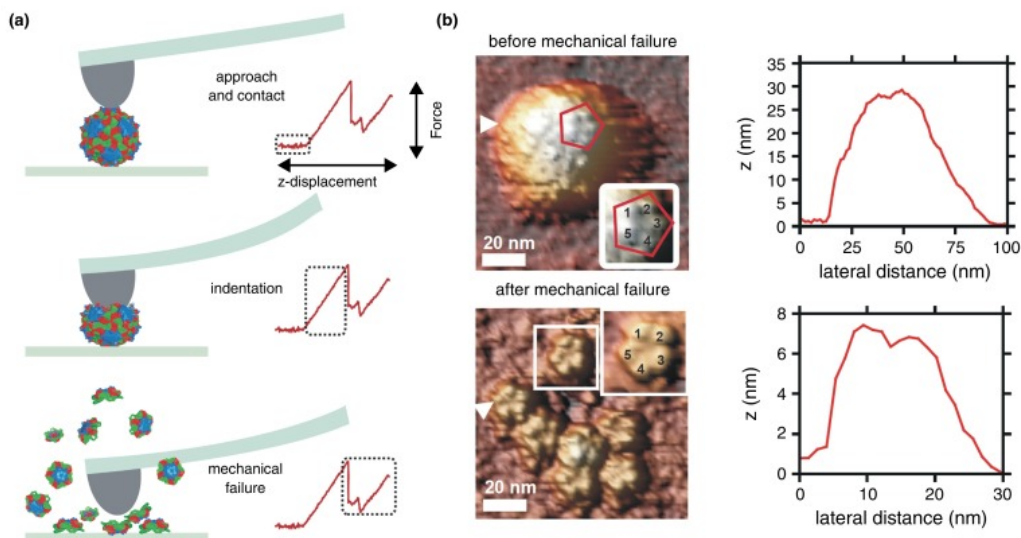 (a)
approach
and contact
Force
z-displacement
indentation
mechanical
failure
(b)
before mechanical failure
1 2
3
5
4
20 nm
35
30
25
20
15
10
5
0
z (nm)
0 25 50 75 100
lateral distance (nm)
after mechanical failure
1 2
5 3
4
20 nm
8
6
4
2
0
z (nm)
0 10 20 30
lateral distance (nm)